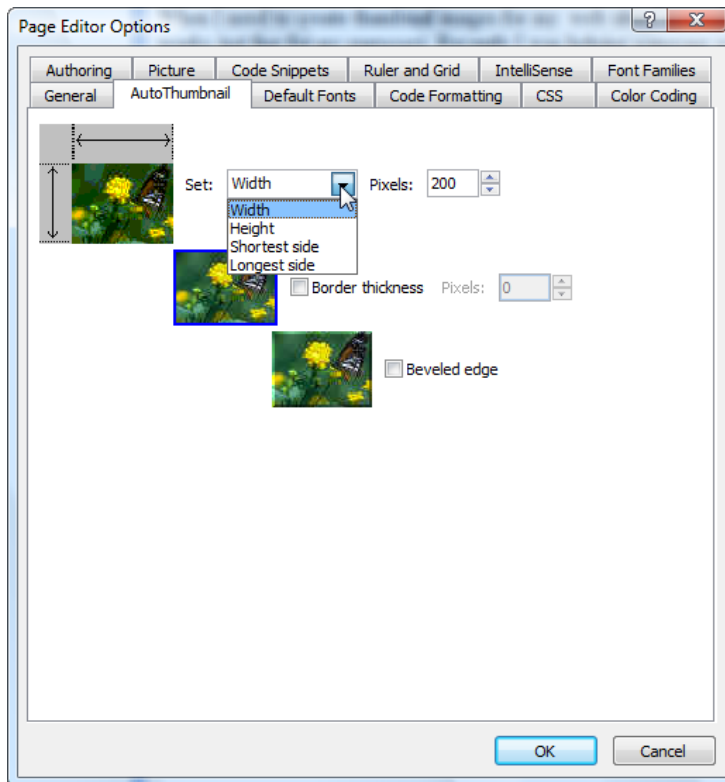 Page Editor Options
Authoring Picture Code Snippets Ruler and Grid IntelliSense Font Families
General AutoThumbnail Default Fonts Code Formatting CSS Color Coding
Set: Width Pixels: 200
Width
Height
Shortest side
Longest side
Border thickness Pixels: 0
Beveled edge
OK Cancel